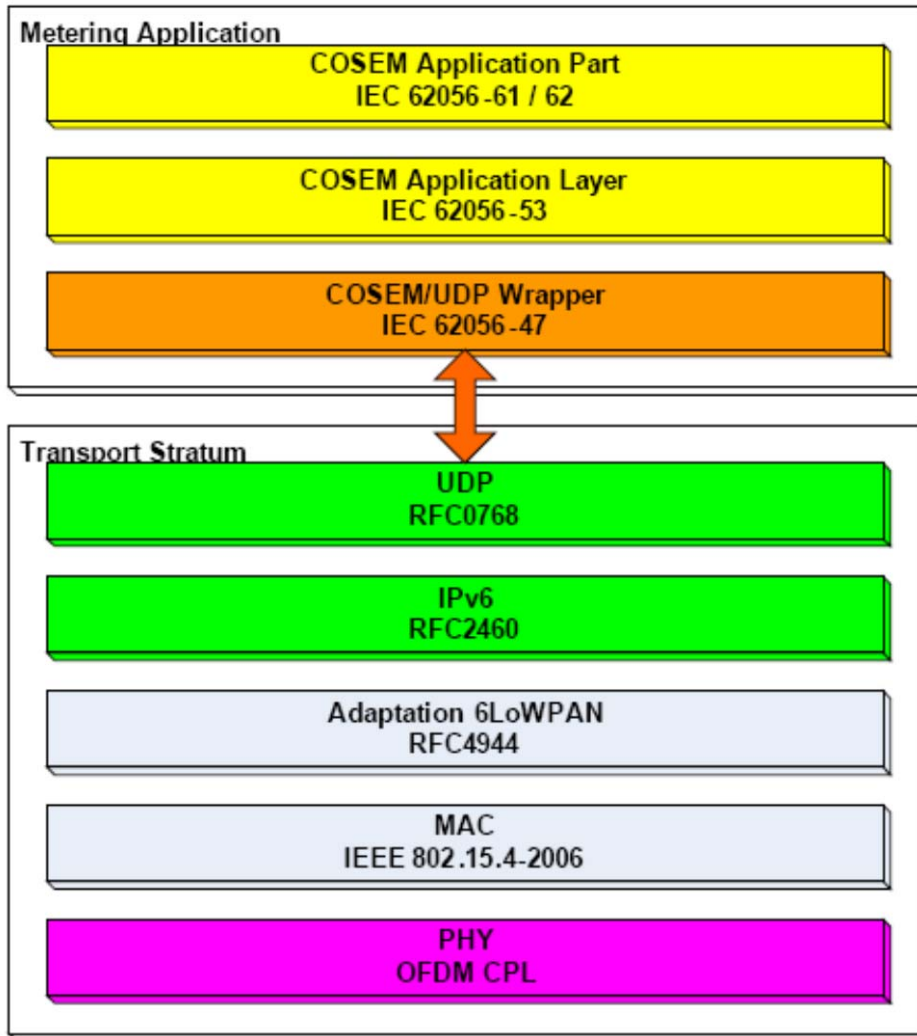 Metering Application
COSEM Application Part
IEC 62056-61 / 62
COSEM Application Layer
IEC 62056-53
COSEM/UDP Wrapper
IEC 62056-47
Transport Stratum
UDP
RFC0768
IPv6
RFC2460
Adaptation 6LoWPAN
RFC4944
MAC
IEEE 802.15.4-2006
PHY
OFDM CPL